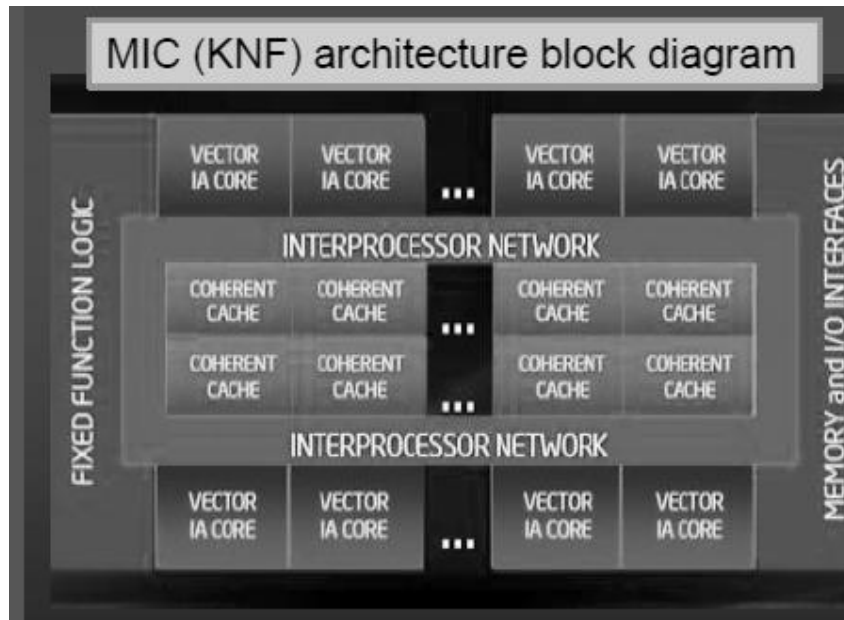 MIC (KNF) architecture block diagram
VECTOR VECTOR VECTOR VECTOR
IA CORE IA CORE ... IA CORE IA CORE
FIXED FUNCTION LOGIC
INTERPROCESSOR NETWORK
COHERENT COHERENT COHERENT COHERENT
CACHE CACHE ... CACHE CACHE
COHERENT COHERENT COHERENT COHERENT
CACHE CACHE ... CACHE CACHE
INTERPROCESSOR NETWORK
MEMORY and I/O INTERFACES
VECTOR VECTOR VECTOR VECTOR
IA CORE IA CORE ... IA CORE IA CORE